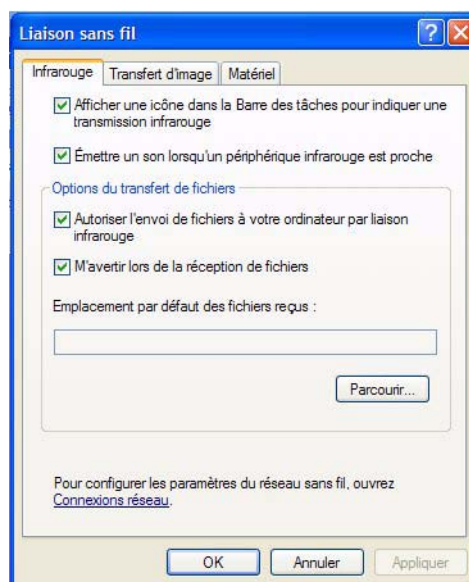 Liaison sans fil
Infrarouge Transfert d'image Matériel
Afficher une icône dans la Barre des tâches pour indiquer une
transmission infrarouge
Émettre un son lorsqu'un périphérique infrarouge est proche
Options du transfert de fichiers
Autoriser l'envoi de fichiers à votre ordinateur par liaison
infrarouge
M'avertir lors de la réception de fichiers
Emplacement par défaut des fichiers reçus :
Parcourir...
Pour configurer les paramètres du réseau sans fil, ouvrez
Connexions réseau.
OK Annuler Appliquer